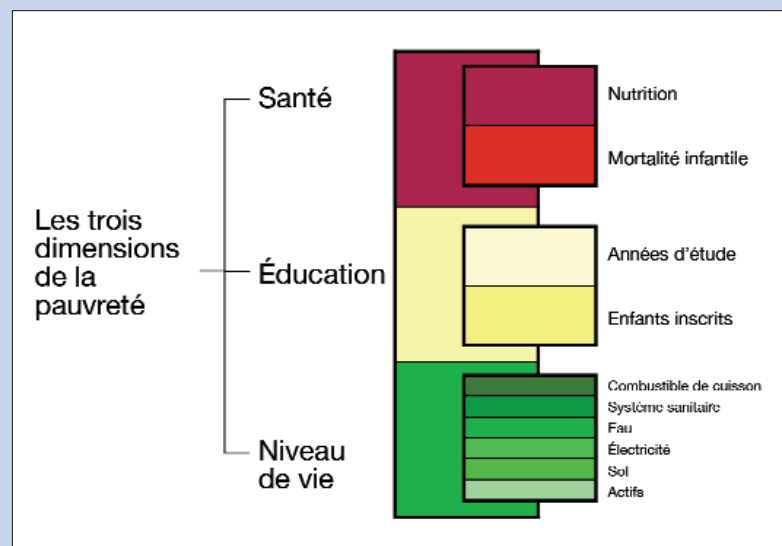 Les trois
dimensions
de la
pauvreté
Santé
Nutrition
Mortalité infantile
Éducation
Années d'étude
Enfants inscrits
Niveau
de vie
Combustible de cuisson
Système sanitaire
Eau
Électricité
Sol
Actifs